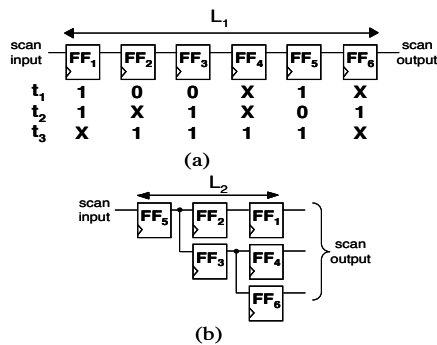 L1
scan input FF1 FF2 FF3 FF4 FF5 FF6 scan output
t1 1 0 0 X 1 X
t2 1 X 1 X 0 1
t3 X 1 1 1 1 X
(a)
L2
scan input FF5 FF2 FF1
FF3 FF4 scan output
FF6
(b)